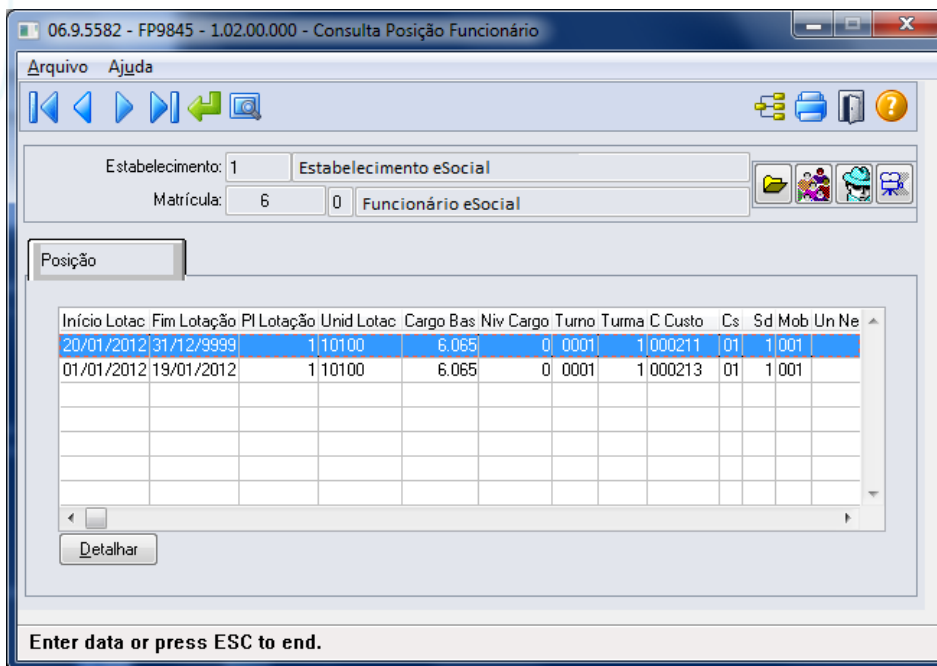 06.9.5582 - FP9845 - 1.02.00.000 - Consulta Posição Funcionário
Arquivo Ajuda
Estabelecimento: 1 Estabelecimento eSocial
Matrícula: 6 0 Funcionário eSocial
Posição
Início Lotac Fim Lotação Pl Lotação Unid Lotac Cargo Bas Niv Cargo Turno Turma C Custo Cs Sd Mob Un Ne
20/01/2012 31/12/9999 1 10100 6.065 0 0001 1 000211 01 1 001
01/01/2012 19/01/2012 1 10100 6.065 0 0001 1 000213 01 1 001
Detalhar
Enter data or press ESC to end.